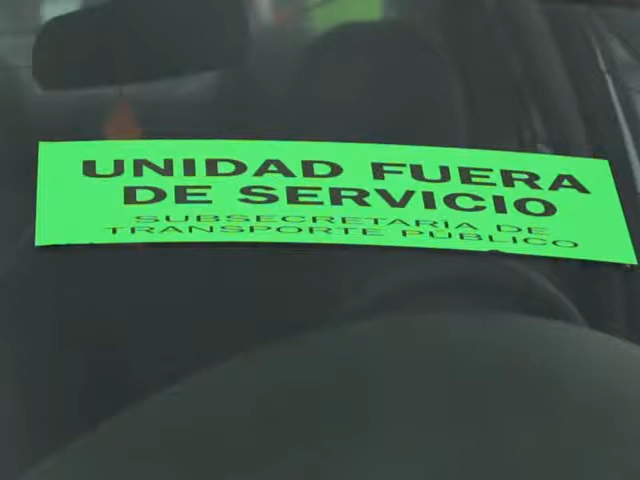 UNIDAD FUERA
DE SERVICIO
SUBSECRETARÍA DE
TRANSPORTE PÚBLICO